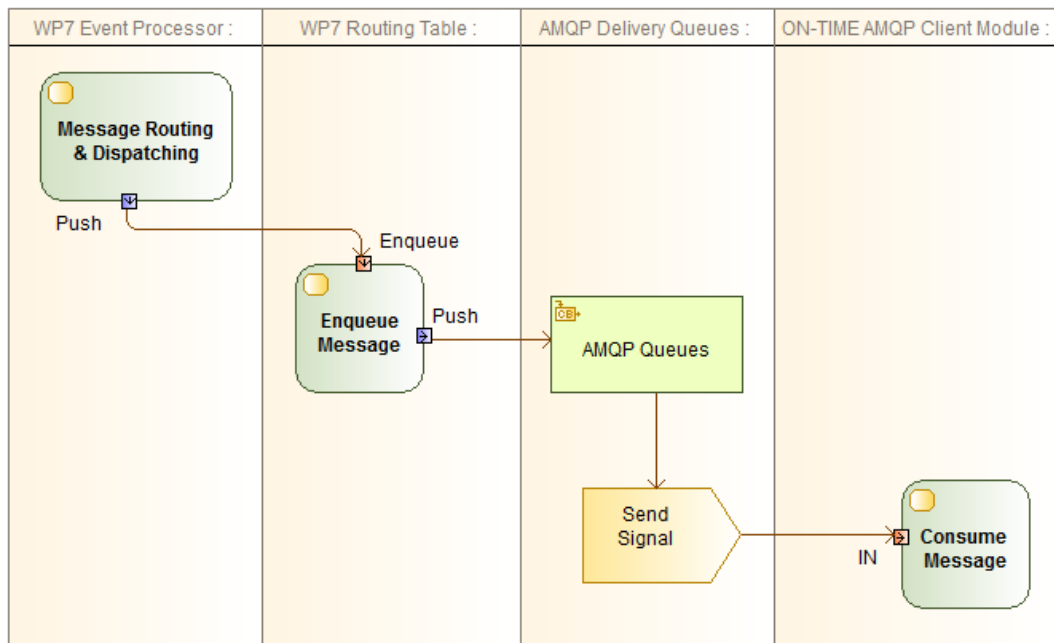 WP7 Event Processor :
WP7 Routing Table :
AMQP Delivery Queues :
ON-TIME AMQP Client Module :
Message Routing
& Dispatching
Push
Enqueue
Enqueue
Message
Push
CB
AMQP Queues
Send
Signal
IN
Consume
Message